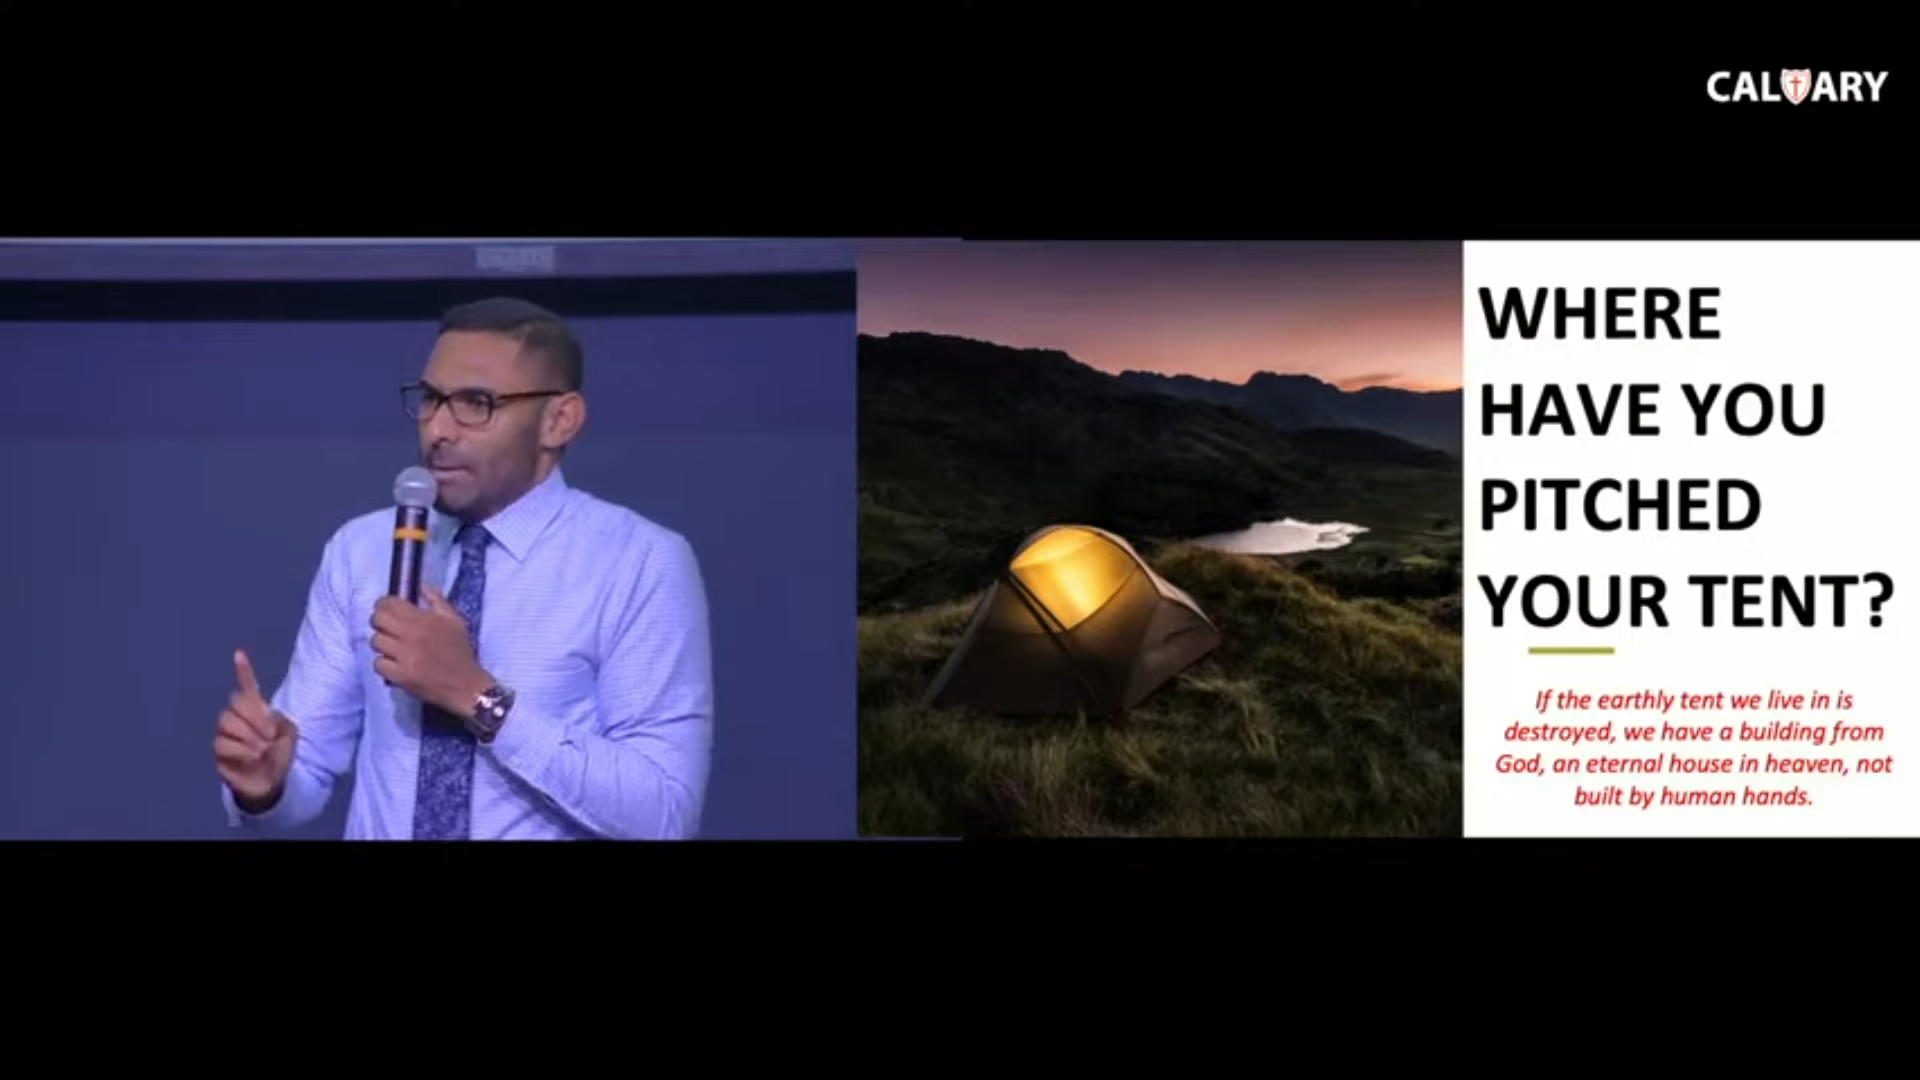 CALVARY
WHERE
HAVE YOU
PITCHED
YOUR TENT?
If the earthly tent we live in is
destroyed, we have a building from
God, an eternal house in heaven, not
built by human hands.